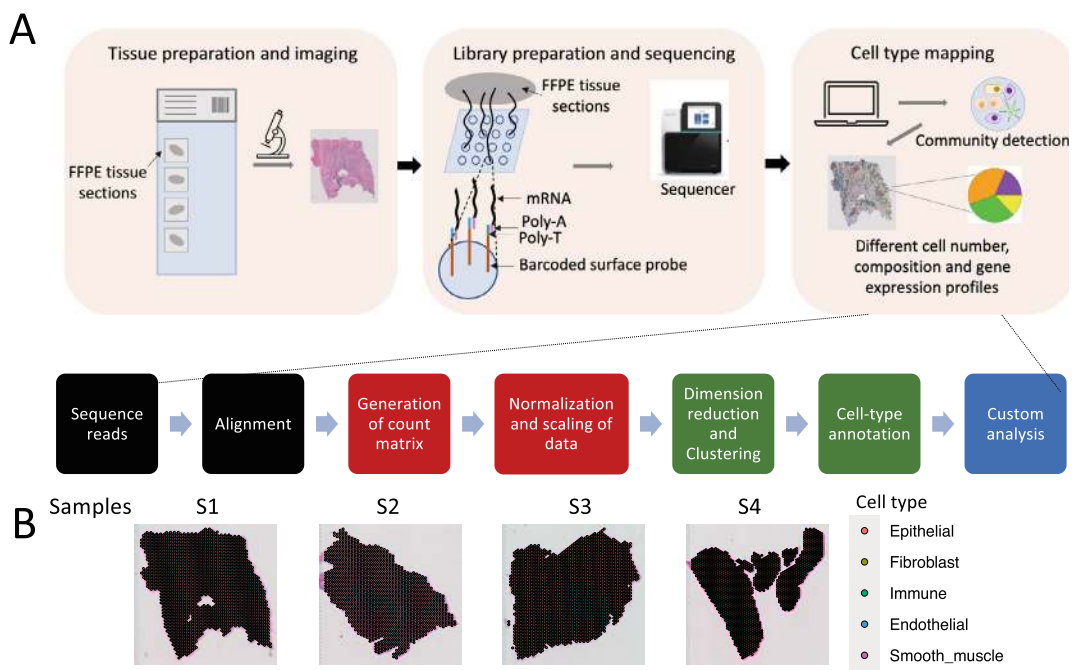 A
Tissue preparation and imaging
FFPE tissue
sections
Library preparation and sequencing
FFPE tissue
sections
Sequencer
mRNA
Poly-A
Poly-T
Barcoded surface probe
Cell type mapping
Community detection
Different cell number,
composition and gene
expression profiles
Sequence
reads
Alignment
Generation
of count
matrix
Normalization
and scaling of
data
Dimension
reduction
and
Clustering
Cell-type
annotation
Custom
analysis
B
Samples
S1
S2
S3
S4
Cell type
Epithelial
Fibroblast
Immune
Endothelial
Smooth_muscle